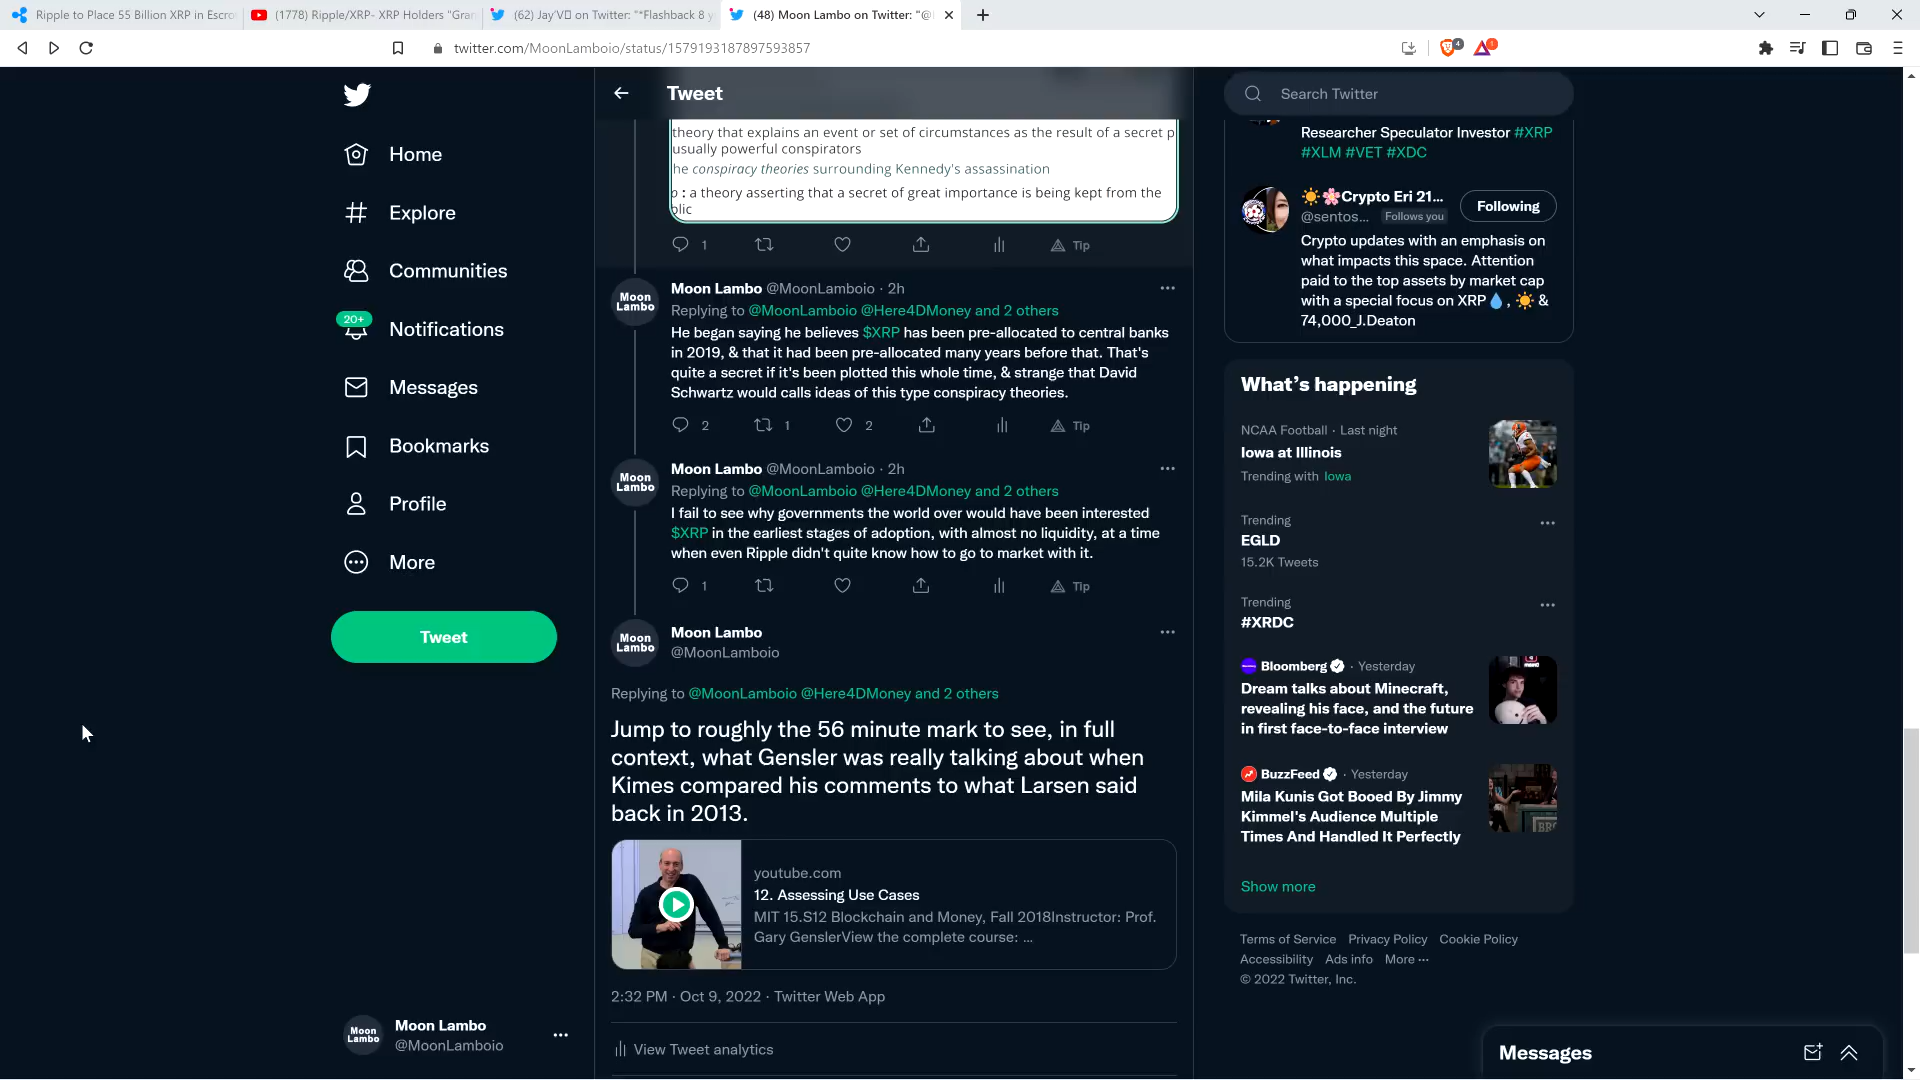 Ripple to Place 55 Billion XRP in Escro
(1778) Ripple/XRP- XRP Holders "Gran
(62) Jay'V on Twitter: "*Flashback 8 y
(48) Moon Lambo on Twitter: "@
twitter.com/MoonLamboio/status/1579193187897593857
4
1
Home
Explore
Communities
20+
Notifications
Messages
Bookmarks
Profile
More
Tweet
Moon Lambo
Moon Lambo
@MoonLamboio
Tweet
theory that explains an event or set of circumstances as the result of a secret p
usually powerful conspirators
he conspiracy theories surrounding Kennedy's assassination
: a theory asserting that a secret of great importance is being kept from the
blic
1
Tip
Moon Lambo
Moon Lambo @MoonLamboio · 2h
Replying to @MoonLamboio @Here4DMoney and 2 others
He began saying he believes $XRP has been pre-allocated to central banks
in 2019, & that it had been pre-allocated many years before that. That's
quite a secret if it's been plotted this whole time, & strange that David
Schwartz would calls ideas of this type conspiracy theories.
2 1 2 Tip
Moon Lambo
Moon Lambo @MoonLamboio · 2h
Replying to @MoonLamboio @Here4DMoney and 2 others
I fail to see why governments the world over would have been interested
$XRP in the earliest stages of adoption, with almost no liquidity, at a time
when even Ripple didn't quite know how to go to market with it.
1 Tip
Moon Lambo
Moon Lambo
@MoonLamboio
Replying to @MoonLamboio @Here4DMoney and 2 others
Jump to roughly the 56 minute mark to see, in full
context, what Gensler was really talking about when
Kimes compared his comments to what Larsen said
back in 2013.
youtube.com
12. Assessing Use Cases
MIT 15.S12 Blockchain and Money, Fall 2018Instructor: Prof.
Gary GenslerView the complete course: ...
2:32 PM · Oct 9, 2022 · Twitter Web App
View Tweet analytics
Search Twitter
Researcher Speculator Investor #XRP
#XLM #VET #XDC
Crypto Eri 21...
@sentos... Follows you
Following
Crypto updates with an emphasis on
what impacts this space. Attention
paid to the top assets by market cap
with a special focus on XRP💧, ☀️ &
74,000_J.Deaton
What's happening
NCAA Football · Last night
Iowa at Illinois
Trending with Iowa
Trending
EGLD
15.2K Tweets
Trending
#XRDC
Bloomberg · Yesterday
Dream talks about Minecraft,
revealing his face, and the future
in first face-to-face interview
BuzzFeed · Yesterday
Mila Kunis Got Booed By Jimmy
Kimmel's Audience Multiple
Times And Handled It Perfectly
Show more
Terms of Service Privacy Policy Cookie Policy
Accessibility Ads info More ···
© 2022 Twitter, Inc.
Messages